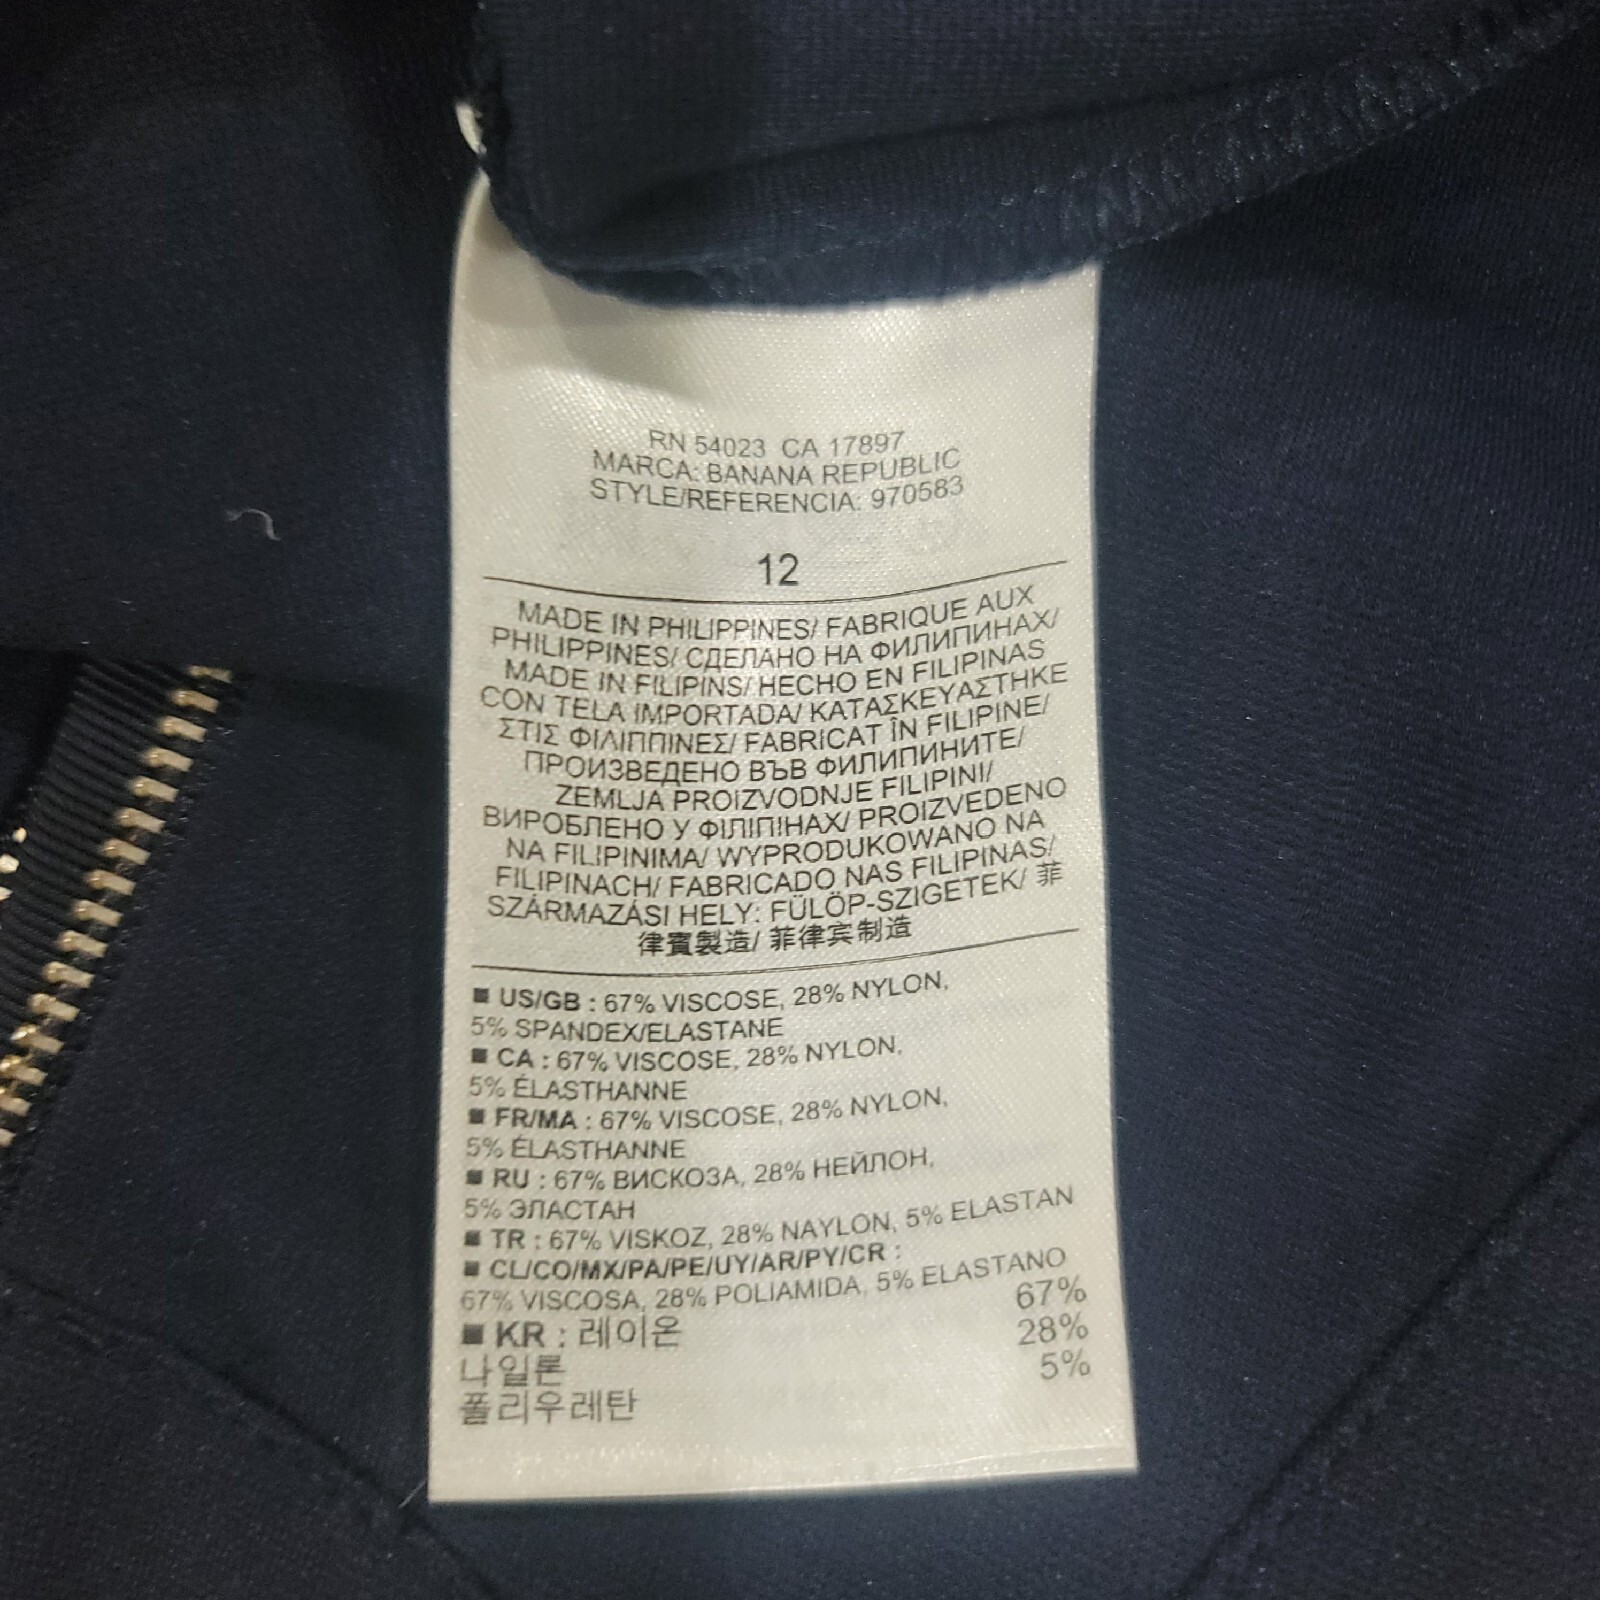 RN 54023 CA 17897
MARCA: BANANA REPUBLIC
STYLE/REFERENCIA: 970583
12
MADE IN PHILIPPINES/ FABRIQUE AUX
PHILIPPINES/ СДЕЛАНО НА ФИЛИПИНАХ/
MADE IN FILIPINS/ HECHO EN FILIPINAS
CON TELA IMPORTADA/ ΚΑΤΑΣΚΕΥΑΣΤΗΚΕ
ΣΤΙΣ ΦΙΛΙΠΠΙΝΕΣ/ FABRICAT ÎN FILIPINE/
ПРОИЗВЕДЕНО ВЪВ ФИЛИПИНИТЕ/
ZEMLJA PROIZVODNJE FILIPINI/
ВИРОБЛЕНО У ФІЛІПІНАХ/ PROIZVEDENO
NA FILIPINIMA/ WYPRODUKOWANO NA
FILIPINACH/ FABRICADO NAS FILIPINAS/
SZÁRMAZÁSI HELY: FÜLÖP-SZIGETEK/ 菲
律賓製造/ 菲律宾制造
■ US/GB : 67% VISCOSE, 28% NYLON,
5% SPANDEX/ELASTANE
■ CA : 67% VISCOSE, 28% NYLON,
5% ÉLASTHANNE
■ FR/MA : 67% VISCOSE, 28% NYLON,
5% ÉLASTHANNE
■ RU : 67% ВИСКОЗА, 28% НЕЙЛОН,
5% ЭЛАСТАН
■ TR : 67% VISKOZ, 28% NAYLON, 5% ELASTAN
■ CL/CO/MX/PA/PE/UY/AR/PY/CR :
67% VISCOSA, 28% POLIAMIDA, 5% ELASTANO
■ KR : 레이온 67%
나일론 28%
폴리우레탄 5%